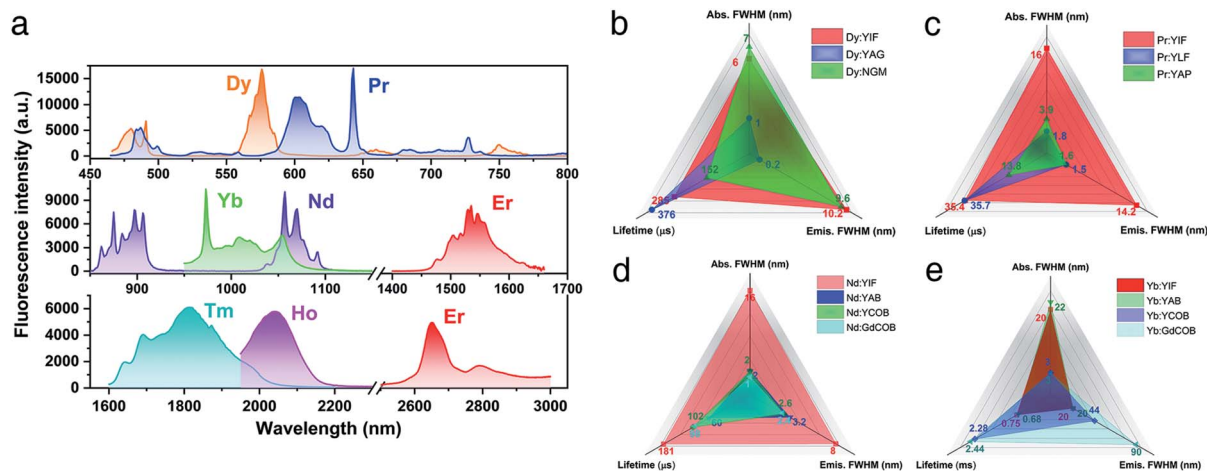 a
Fluorescence intensity (a.u.)
15000
10000
5000
0
Dy
Pr
450 500 550 600 650 700 750 800
9000
6000
3000
0
Yb
Nd
Er
900 1000 1100 1400 1500 1600 1700
6000
4000
2000
0
Tm
Ho
Er
1600 1800 2000 2200 2600 2800 3000
Wavelength (nm)
b
Abs. FWHM (nm)
Dy:YIF
Dy:YAG
Dy:NGM
7
6
1
0.2
152
285
376
9.6
10.2
Lifetime (μs)
Emis. FWHM (nm)
c
Abs. FWHM (nm)
Pr:YIF
Pr:YLF
Pr:YAP
16
3.9
1.8
1.6
1.5
13.8
35.4
35.7
14.2
Lifetime (μs)
Emis. FWHM (nm)
d
Abs. FWHM (nm)
Nd:YIF
Nd:YAB
Nd:YCOB
Nd:GdCOB
16
2
2.6
3.2
102
60
98
181
8
Lifetime (μs)
Emis. FWHM (nm)
e
Abs. FWHM (nm)
Yb:YIF
Yb:YAB
Yb:YCOB
Yb:GdCOB
22
20
20
20
44
0.68
0.75
2.28
2.44
90
Lifetime (ms)
Emis. FWHM (nm)